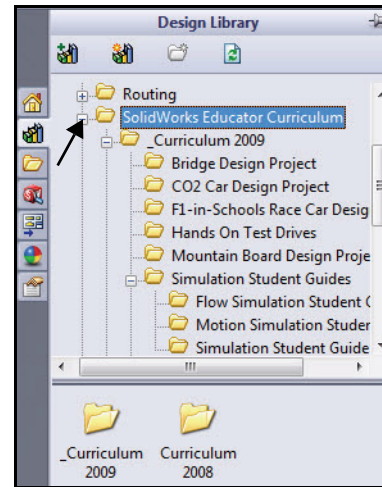 Design Library
Routing
SolidWorks Educator Curriculum
_Curriculum 2009
Bridge Design Project
CO2 Car Design Project
F1-in-Schools Race Car Desig
Hands On Test Drives
Mountain Board Design Proje
Simulation Student Guides
Flow Simulation Student
Motion Simulation Studer
Simulation Student Guide
_Curriculum 2009
Curriculum 2008